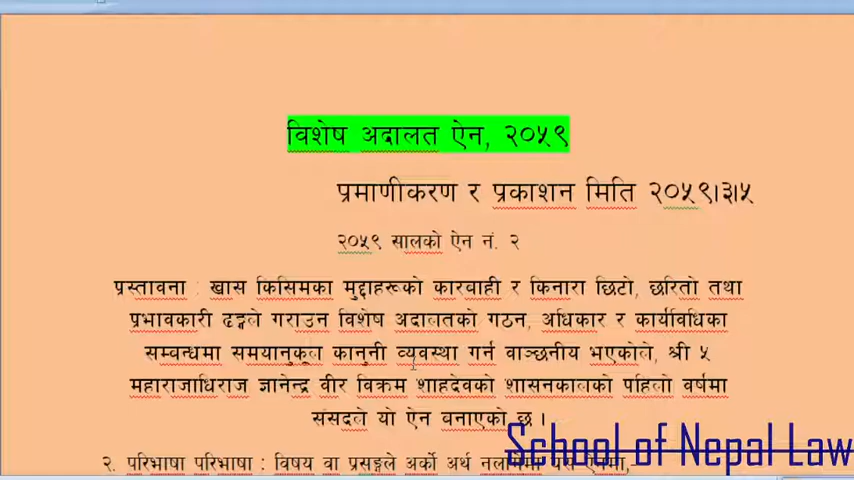 विशेष अदालत ऐन, २०५९
प्रमाणीकरण र प्रकाशन मिति २०५९।३।५
२०५९ सालको ऐन नं. २
प्रस्तावना : खास किसिमका मुद्दाहरूको कारबाही र किनारा छिटो, छरितो तथा
प्रभावकारी ढङ्गले गराउन विशेष अदालतको गठन, अधिकार र कार्यविधिका
सम्बन्धमा समयानुकूल कानुनी व्यवस्था गर्न वाञ्छनीय भएकोले, श्री ५
महाराजाधिराज ज्ञानेन्द्र वीर विक्रम शाहदेवको शासनकालको पहिलो वर्षमा
संसदले यो ऐन बनाएको छ ।
२. परिभाषा परिभाषा : विषय वा प्रसङ्गले अर्को अर्थ नलागेमा यस ऐनमा,-
School of Nepal Law